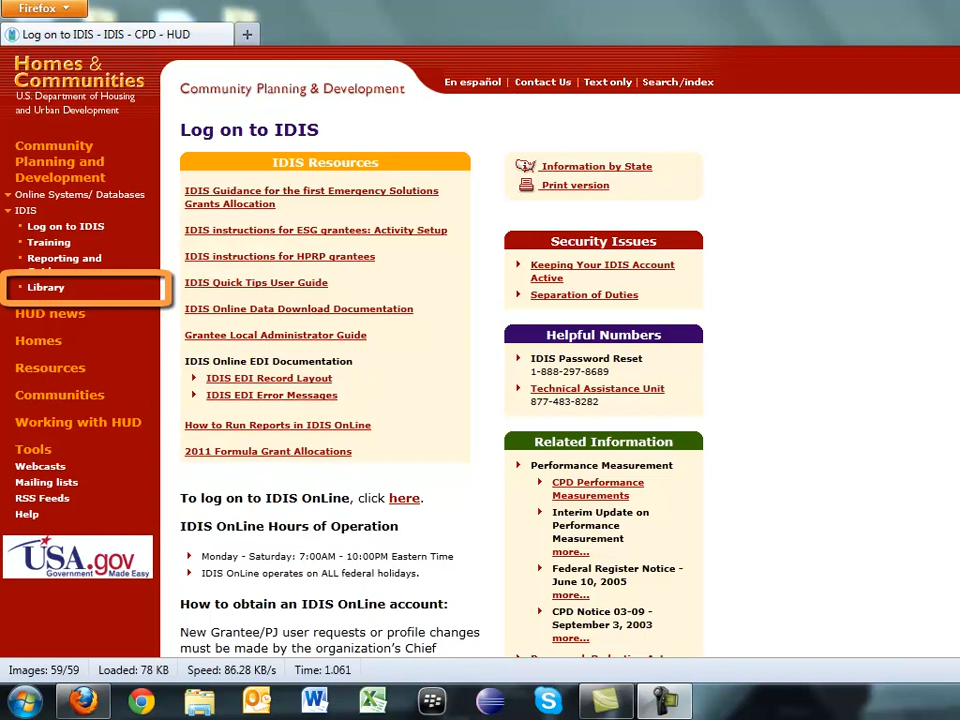 Firefox
Log on to IDIS - IDIS - CPD - HUD
Homes &
Communities
U.S. Department of Housing
and Urban Development
Community Planning & Development
En español | Contact Us | Text only | Search/index
Community
Planning and
Development
Online Systems/ Databases
IDIS
Log on to IDIS
Training
Reporting and
Library
HUD news
Homes
Resources
Communities
Working with HUD
Tools
Webcasts
Mailing lists
RSS Feeds
Help
USA.gov
Government Made Easy
Log on to IDIS
IDIS Resources
IDIS Guidance for the first Emergency Solutions
Grants Allocation
IDIS instructions for ESG grantees: Activity Setup
IDIS instructions for HPRP grantees
IDIS Quick Tips User Guide
IDIS Online Data Download Documentation
Grantee Local Administrator Guide
IDIS Online EDI Documentation
IDIS EDI Record Layout
IDIS EDI Error Messages
How to Run Reports in IDIS OnLine
2011 Formula Grant Allocations
To log on to IDIS OnLine, click here.
IDIS OnLine Hours of Operation
Monday - Saturday: 7:00AM - 10:00PM Eastern Time
IDIS OnLine operates on ALL federal holidays.
How to obtain an IDIS OnLine account:
New Grantee/PJ user requests or profile changes
must be made by the organization's Chief
Information by State
Print version
Security Issues
Keeping Your IDIS Account
Active
Separation of Duties
Helpful Numbers
IDIS Password Reset
1-888-297-8689
Technical Assistance Unit
877-483-8282
Related Information
Performance Measurement
CPD Performance
Measurements
Interim Update on
Performance
Measurement
more...
Federal Register Notice -
June 10, 2005
more...
CPD Notice 03-09 -
September 3, 2003
more...
Images: 59/59
Loaded: 78 KB
Speed: 86.28 KB/s
Time: 1.061